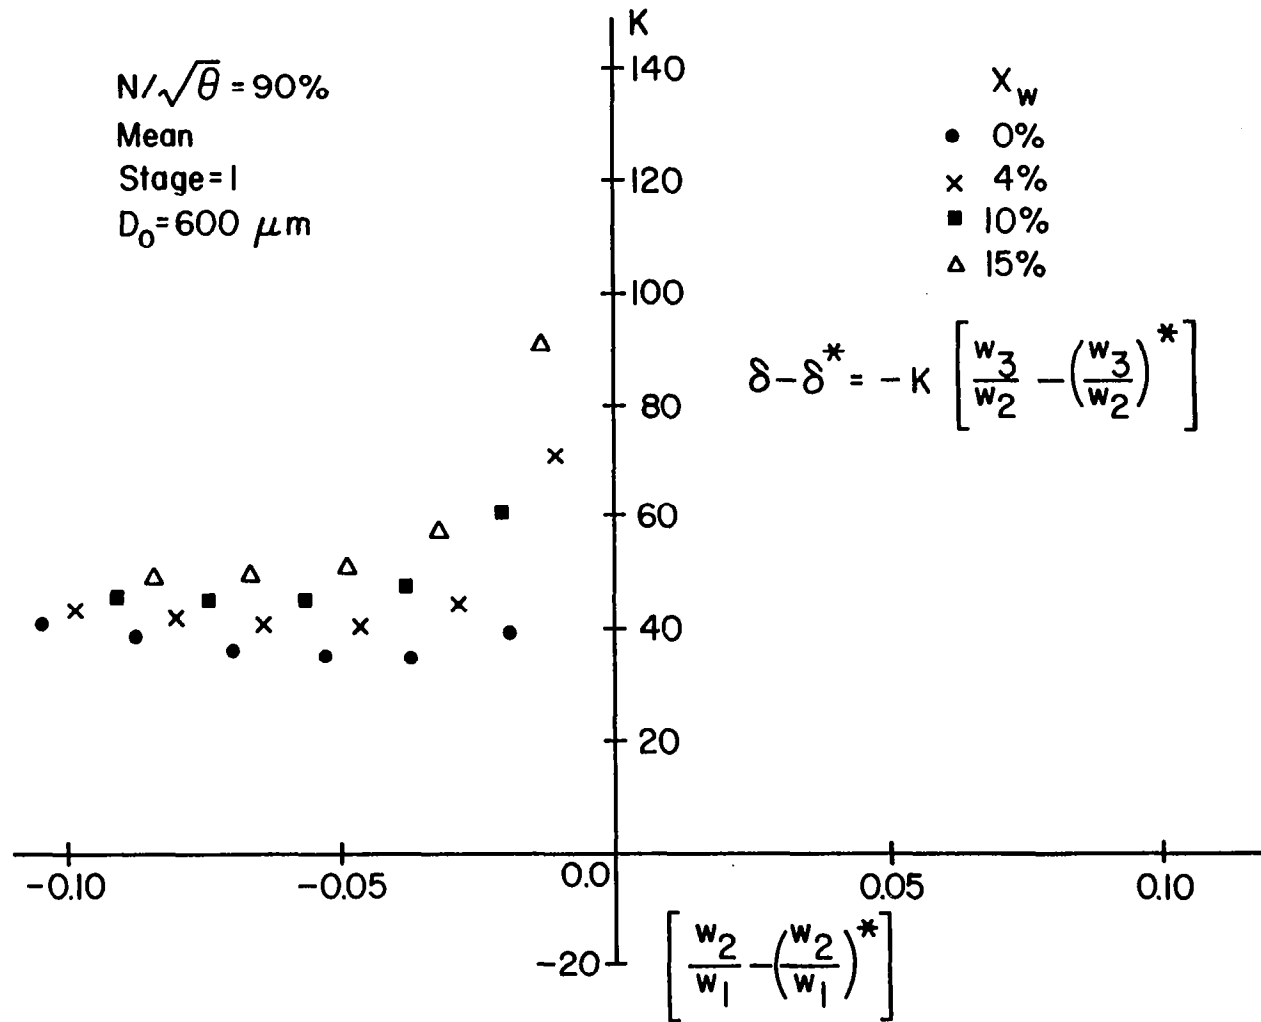 K
N/√θ = 90%
Mean
Stage=1
D₀=600 μm
X_w
● 0%
× 4%
■ 10%
△ 15%
140
120
100
80
60
40
20
-20
δ-δ* = -K [w₃/w₂ - (w₃/w₂)*]
-0.10
-0.05
0.0
0.05
0.10
[w₂/w₁ - (w₂/w₁)*]